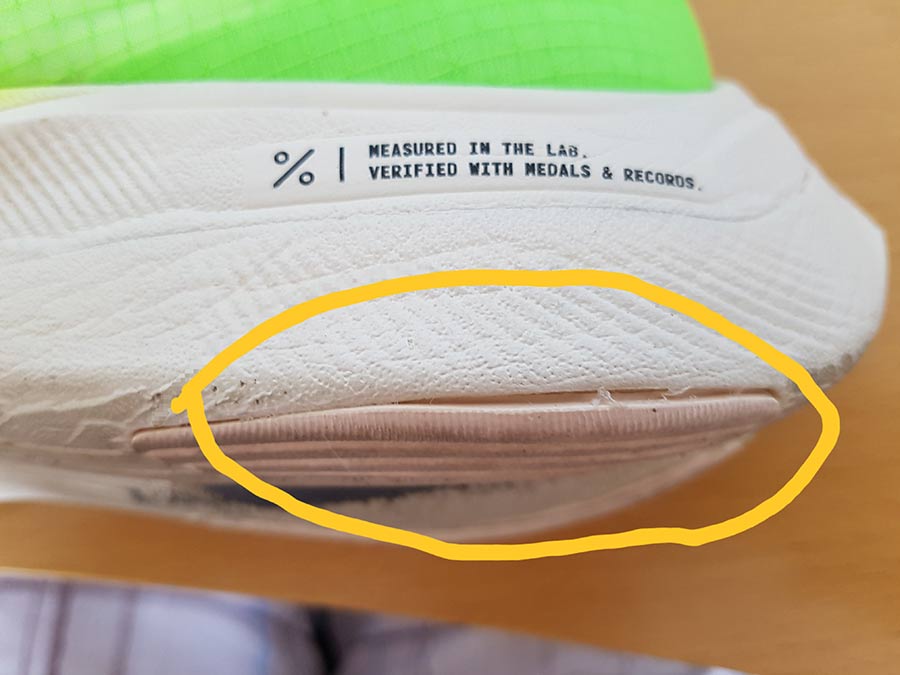 % | MEASURED IN THE LAB.
VERIFIED WITH MEDALS & RECORDS.